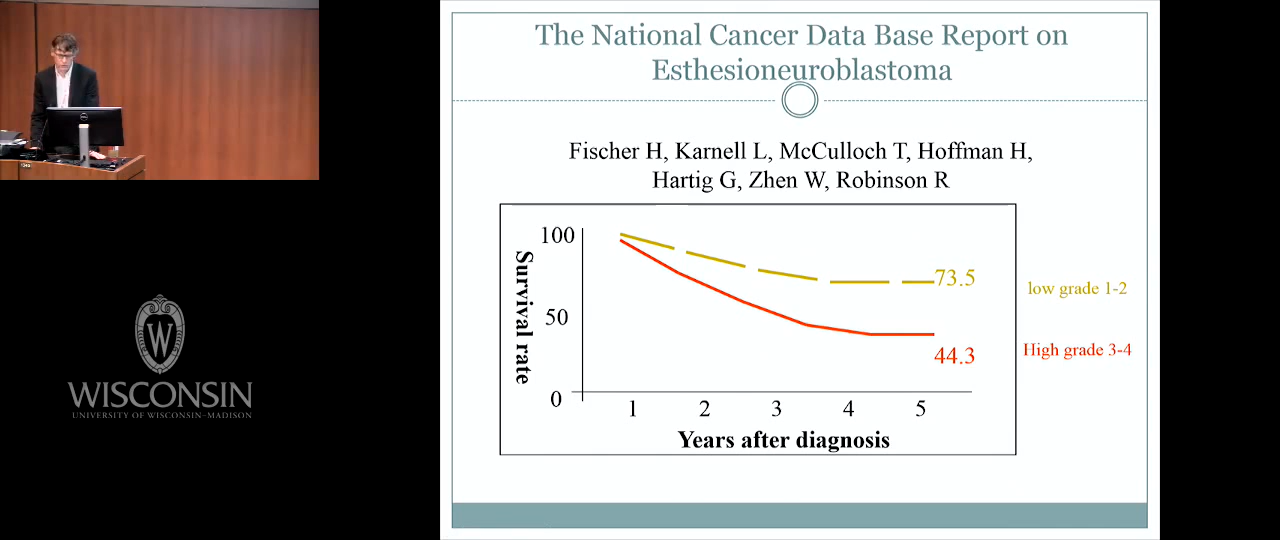 The National Cancer Data Base Report on
Esthesioneuroblastoma
Fischer H, Karnell L, McCulloch T, Hoffman H,
Hartig G, Zhen W, Robinson R
100
50
0
Survival rate
73.5
44.3
low grade 1-2
High grade 3-4
1 2 3 4 5
Years after diagnosis
W
WISCONSIN
UNIVERSITY OF WISCONSIN–MADISON